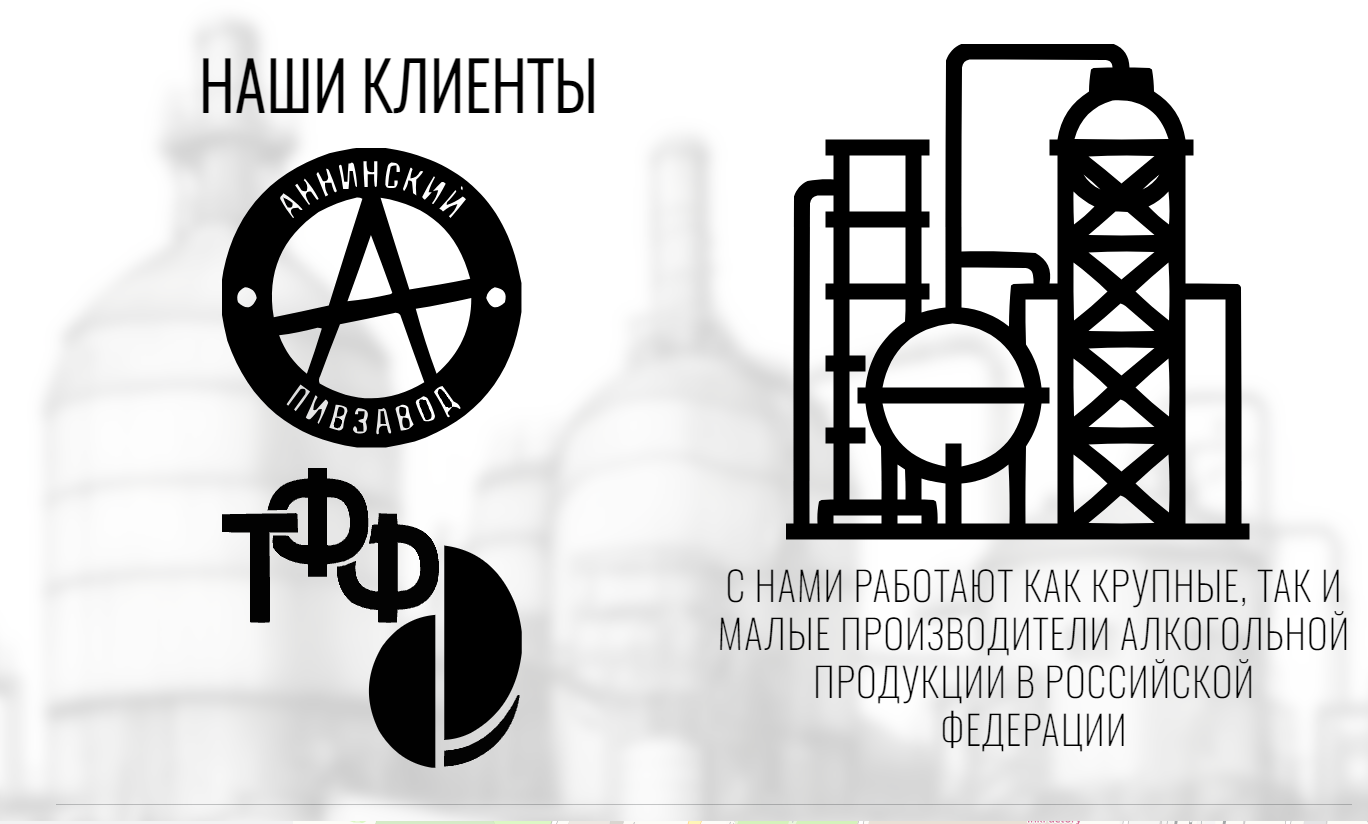 НАШИ КЛИЕНТЫ
АННИНСКИЙ
ПИВЗАВОД
ТФФ
С НАМИ РАБОТАЮТ КАК КРУПНЫЕ, ТАК И
МАЛЫЕ ПРОИЗВОДИТЕЛИ АЛКОГОЛЬНОЙ
ПРОДУКЦИИ В РОССИЙСКОЙ
ФЕДЕРАЦИИ